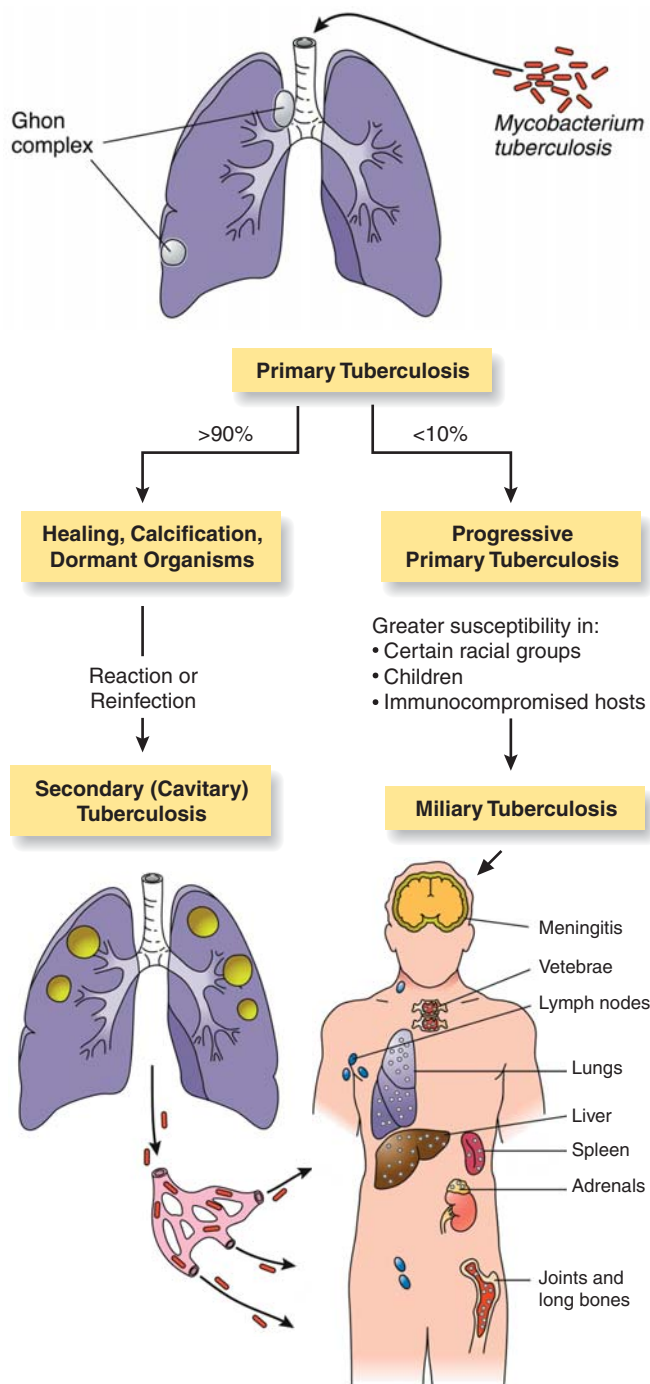 Ghon
complex
Mycobacterium
tuberculosis
Primary Tuberculosis
>90%
<10%
Healing, Calcification,
Dormant Organisms
Progressive
Primary Tuberculosis
Greater susceptibility in:
• Certain racial groups
• Children
• Immunocompromised hosts
Reaction or
Reinfection
Secondary (Cavitary)
Tuberculosis
Miliary Tuberculosis
Meningitis
Vetebrae
Lymph nodes
Lungs
Liver
Spleen
Adrenals
Joints and
long bones